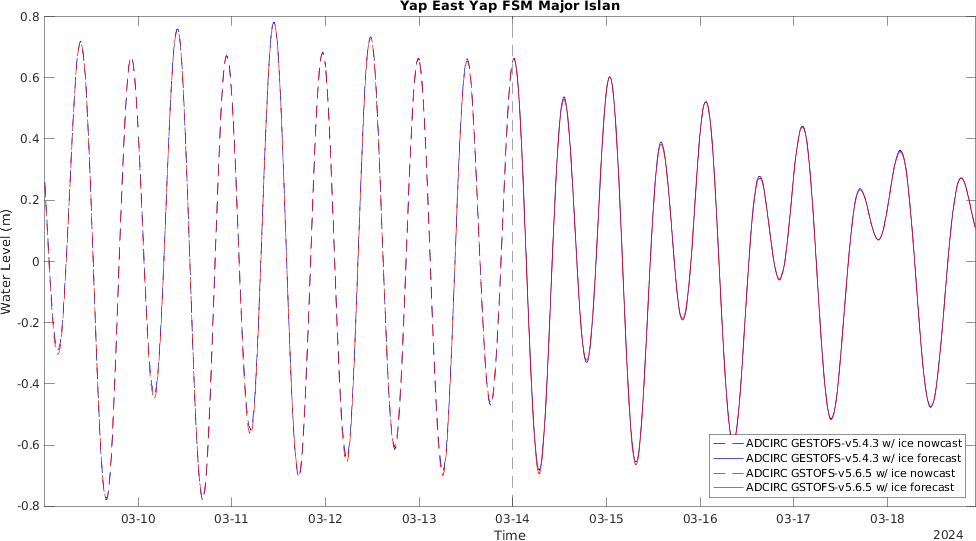 Yap East Yap FSM Major Islan
0.8
0.6
0.4
0.2
0
-0.2
-0.4
-0.6
-0.8
Water Level (m)
03-10 03-11 03-12 03-13 03-14 03-15 03-16 03-17 03-18
Time
2024
ADCIRC GESTOFS-v5.4.3 w/ ice nowcast
ADCIRC GESTOFS-v5.4.3 w/ ice forecast
ADCIRC GSTOFS-v5.6.5 w/ ice nowcast
ADCIRC GSTOFS-v5.6.5 w/ ice forecast